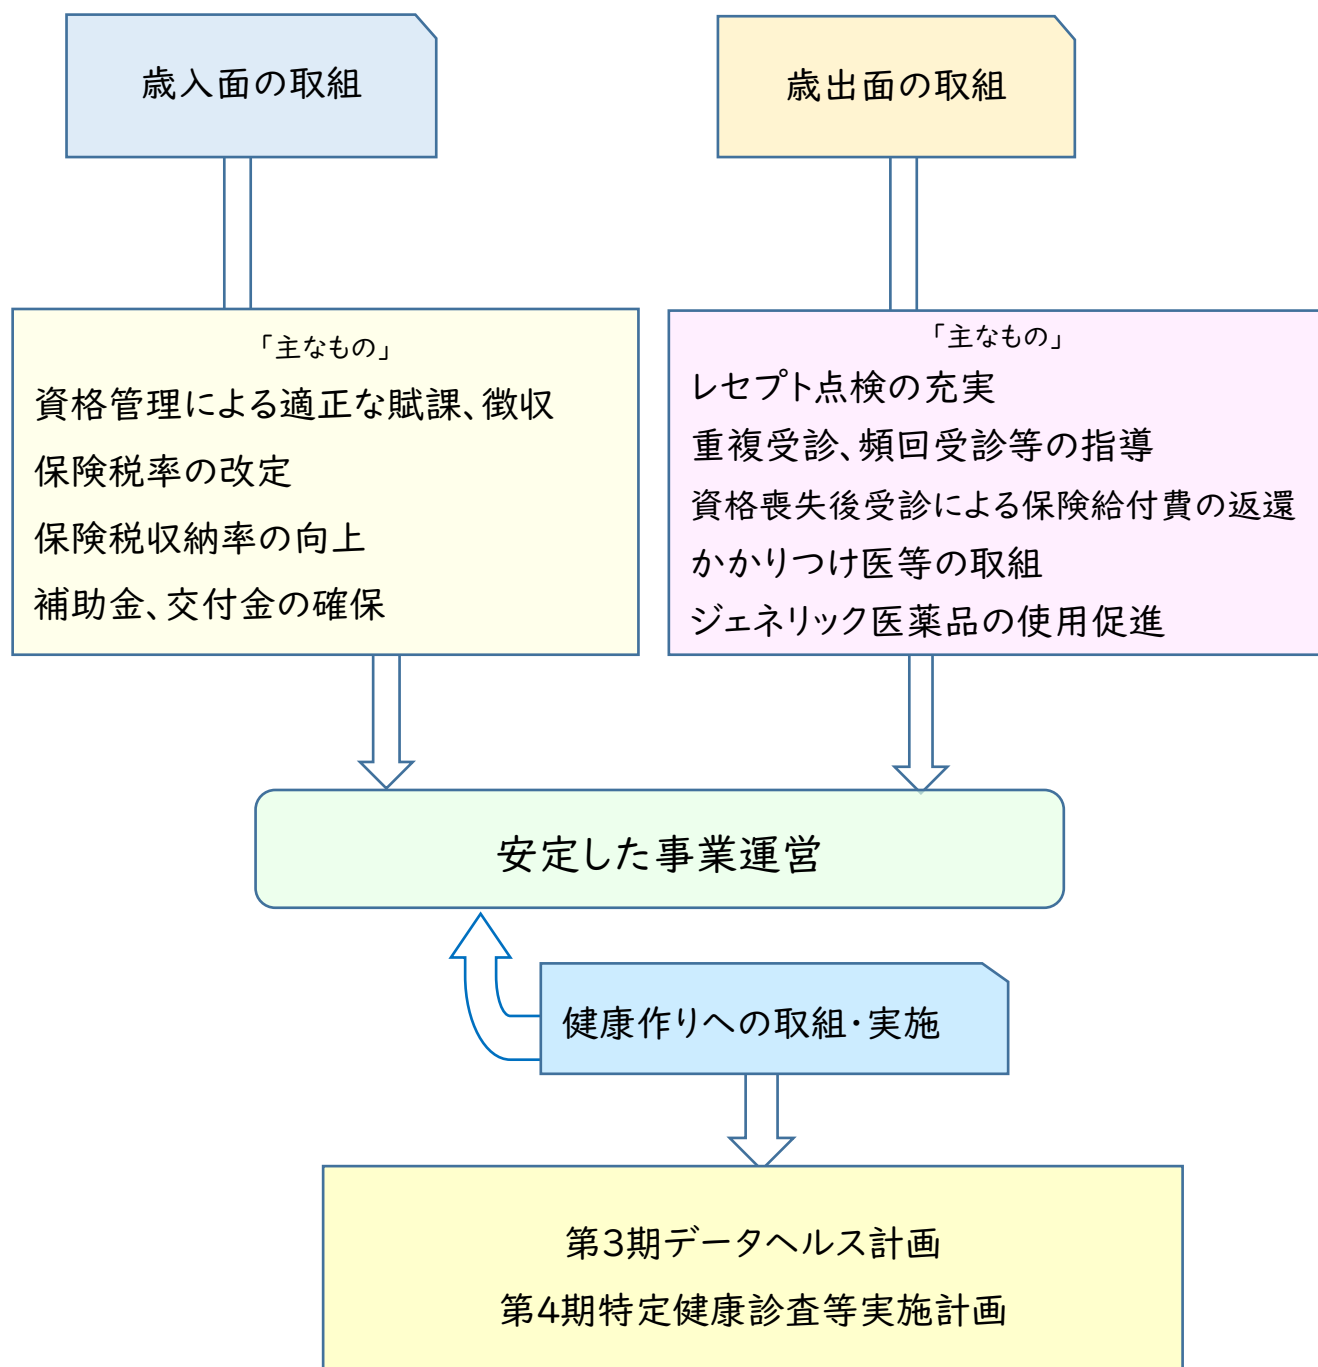 歳入面の取組
歳出面の取組
「主なもの」
資格管理による適正な賦課、徴収
保険税率の改定
保険税収納率の向上
補助金、交付金の確保
「主なもの」
レセプト点検の充実
重複受診、頻回受診等の指導
資格喪失後受診による保険給付費の返還
かかりつけ医等の取組
ジェネリック医薬品の使用促進
安定した事業運営
健康作りへの取組・実施
第3期データヘルス計画
第4期特定健康診査等実施計画